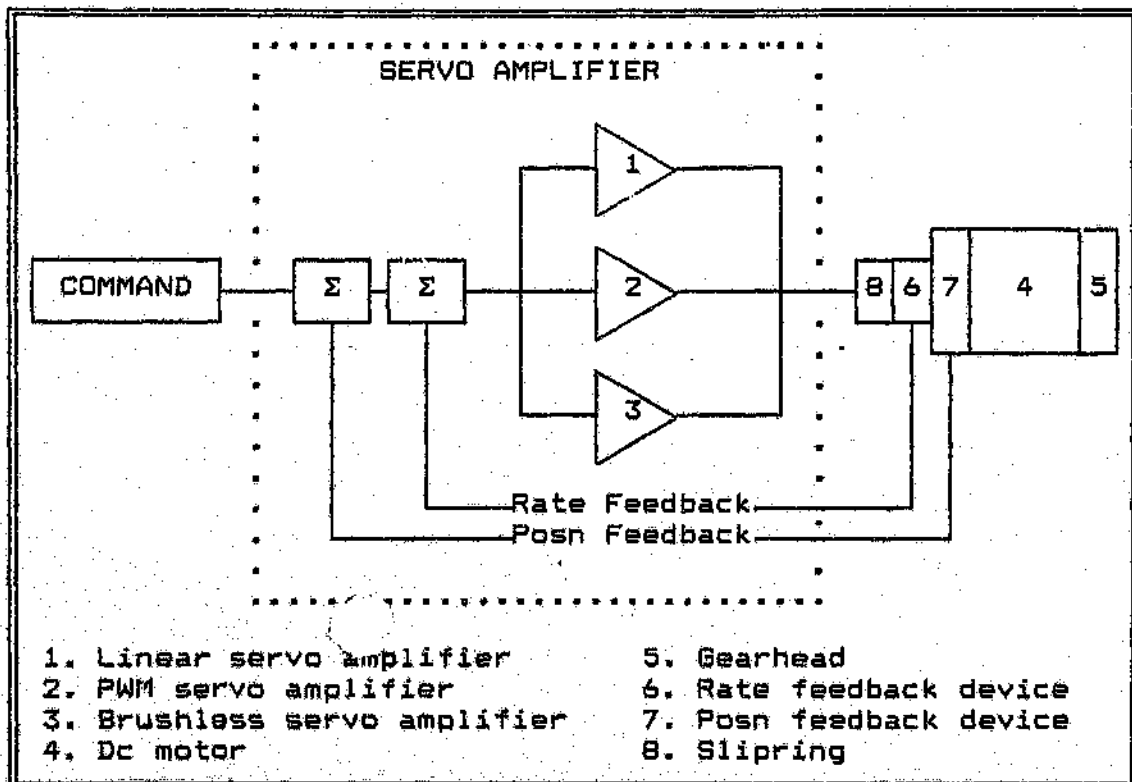 SERVO AMPLIFIER
1
COMMAND
Σ
Σ
2
8
6
7
4
5
3
Rate Feedback
Posn Feedback
1. Linear servo amplifier
2. PWM servo amplifier
3. Brushless servo amplifier
4. Dc motor
5. Gearhead
6. Rate feedback device
7. Posn feedback device
8. Slipring